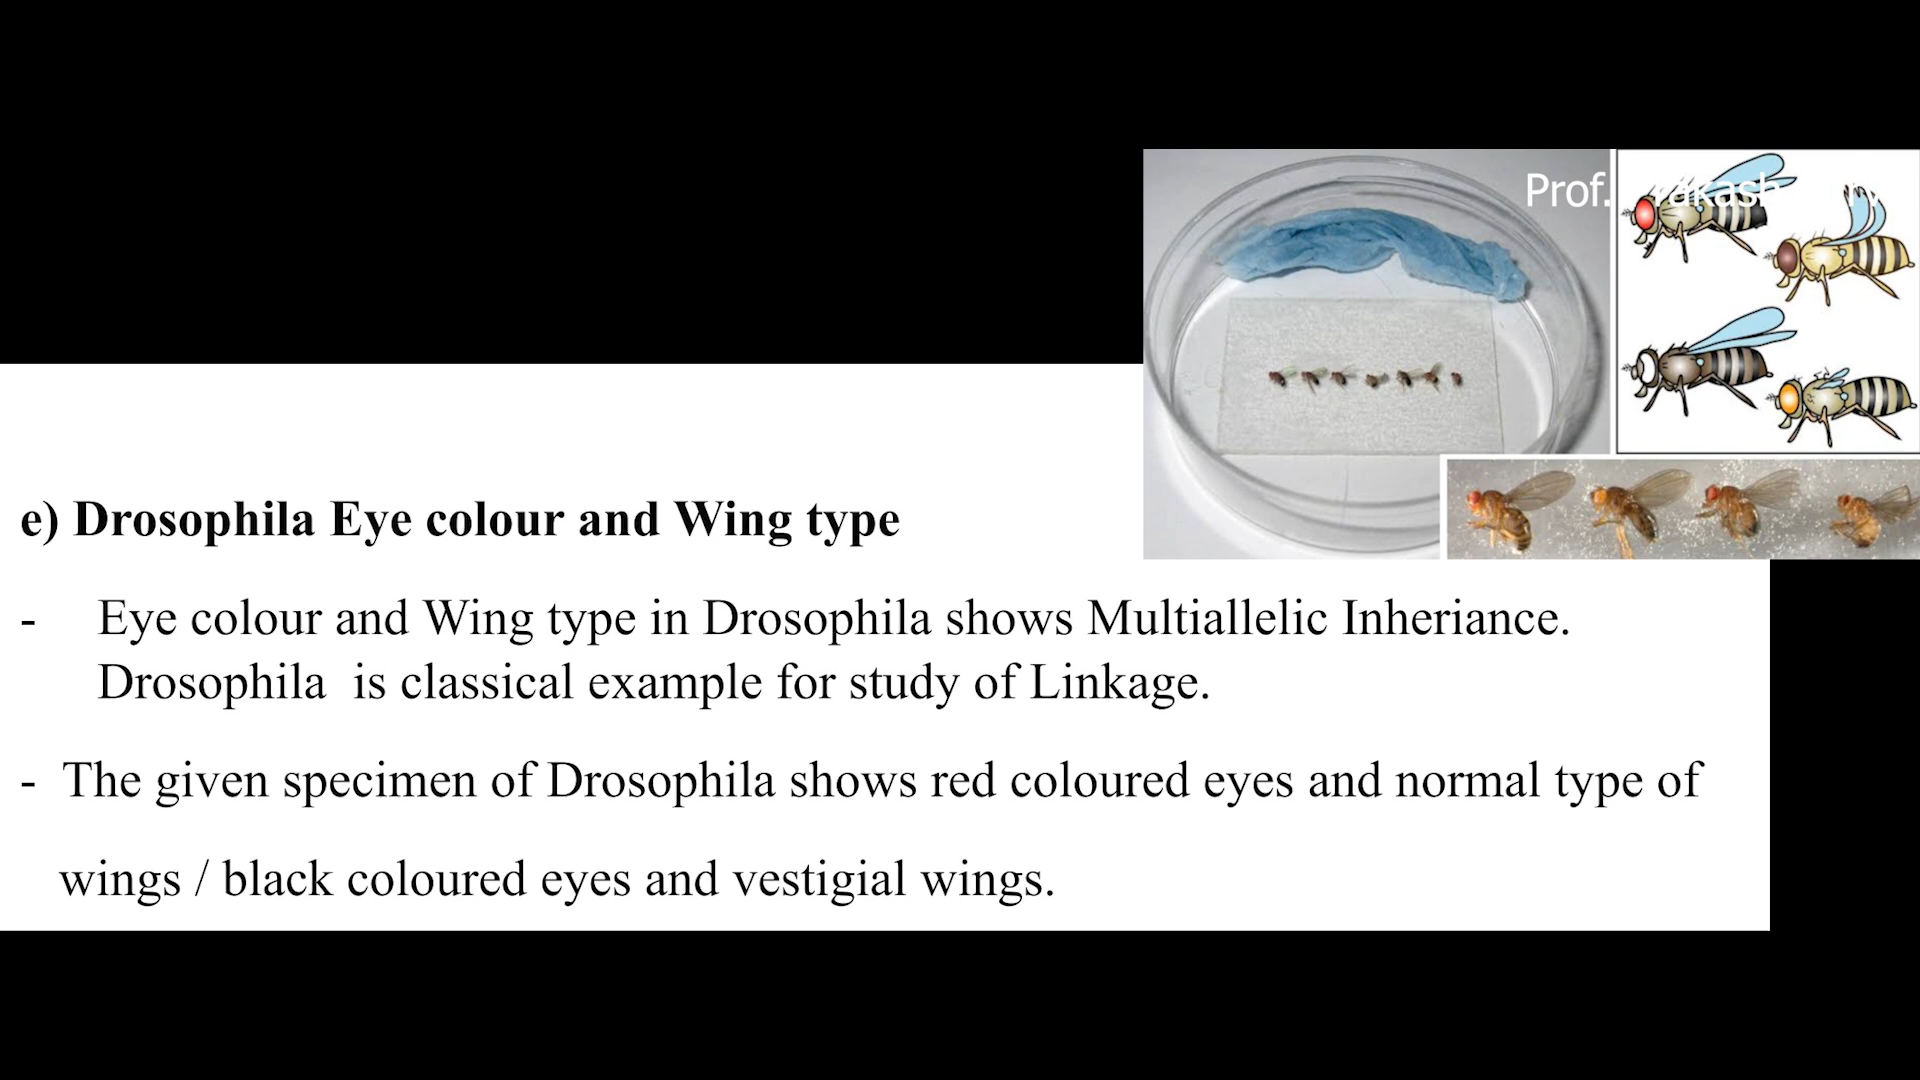 Prof.
e) Drosophila Eye colour and Wing type
- Eye colour and Wing type in Drosophila shows Multiallelic Inheriance.
Drosophila is classical example for study of Linkage.
- The given specimen of Drosophila shows red coloured eyes and normal type of
wings / black coloured eyes and vestigial wings.